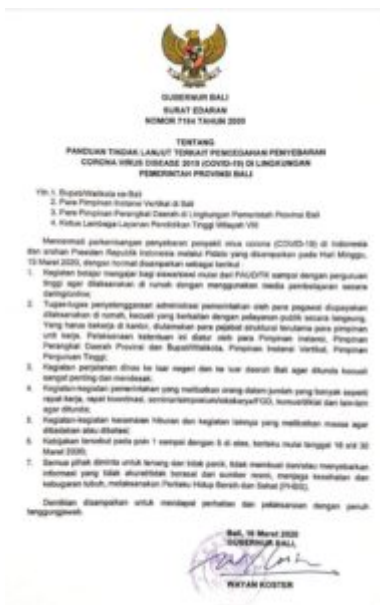 GUBERNUR BALI
SURAT EDARAN
NOMOR 7194 TAHUN 2020
TENTANG
PANDUAN TINDAK LANJUT TERKAIT PENCEGAHAN PENYEBARAN
CORONA VIRUS DISEASE 2019 (COVID-19) DI LINGKUNGAN
PEMERINTAH PROVINSI BALI
Yth. 1. Bupati/Walikota se-Bali
2. Para Pimpinan Instansi Vertikal di Bali
3. Para Pimpinan Perangkat Daerah di Lingkungan Pemerintah Provinsi Bali
4. Ketua Lembaga Layanan Pendidikan Tinggi Wilayah VIII
perkembangan penyebaran penyakit virus corona (COVID-19) di Indonesia
dan arahan Presiden Republik Indonesia melalui Pidato yang disampaikan pada Hari Minggu,
15 Maret 2020, dengan hormat disampaikan sebagai berikut :
1. Kegiatan belajar mengajar bagi siswa/siswi mulai dari PAUD/TK sampai dengan perguruan
tinggi agar dilaksanakan di rumah dengan menggunakan media pembelajaran secara
daring/online;
2. Tugas-tugas penyelenggaraan administrasi pemerintahan oleh para pegawai diupayakan
dilaksanakan di rumah, kecuali yang berkaitan dengan pelayanan publik secara langsung.
Yang harus bekerja di kantor, diutamakan para pejabat struktural terutama para pimpinan
unit kerja. Pelaksanaan ketentuan ini diatur oleh para Pimpinan Instansi, Pimpinan
Perangkat Daerah Provinsi dan Bupati/Walikota, Pimpinan Instansi Vertikal, Pimpinan
Perguruan Tinggi;
3. Kegiatan perjalanan dinas ke luar negeri dan ke luar daerah Bali agar ditunda kecuali
sangat penting dan mendesak.
4. Kegiatan-kegiatan pemerintahan yang melibatkan orang dalam jumlah yang banyak seperti
rapat kerja, rapat koordinasi, seminar/simposium/lokakarya/FGD, dan lain-lain
agar ditunda;
5. Kegiatan-kegiatan keramaian hiburan dan kegiatan lainnya yang melibatkan massa agar
ditiadakan atau dibatasi;
6. Kebijakan tersebut pada poin 1 sampai dengan 5 di atas, berlaku mulai tanggal 16 s/d 30
Maret 2020;
7. Semua pihak diminta untuk tenang dan tidak panik, tidak membuat dan/atau menyebarkan
informasi yang tidak akurat/tidak berasal dari sumber resmi, menjaga kesehatan dan
kebugaran tubuh, melaksanakan Perilaku Hidup Bersih dan Sehat (PHBS).
Demikian disampaikan untuk mendapat perhatian dan pelaksanaan dengan penuh
tanggungjawab.
Bali, 16 Maret 2020
GUBERNUR BALI,
WAYAN KOSTER